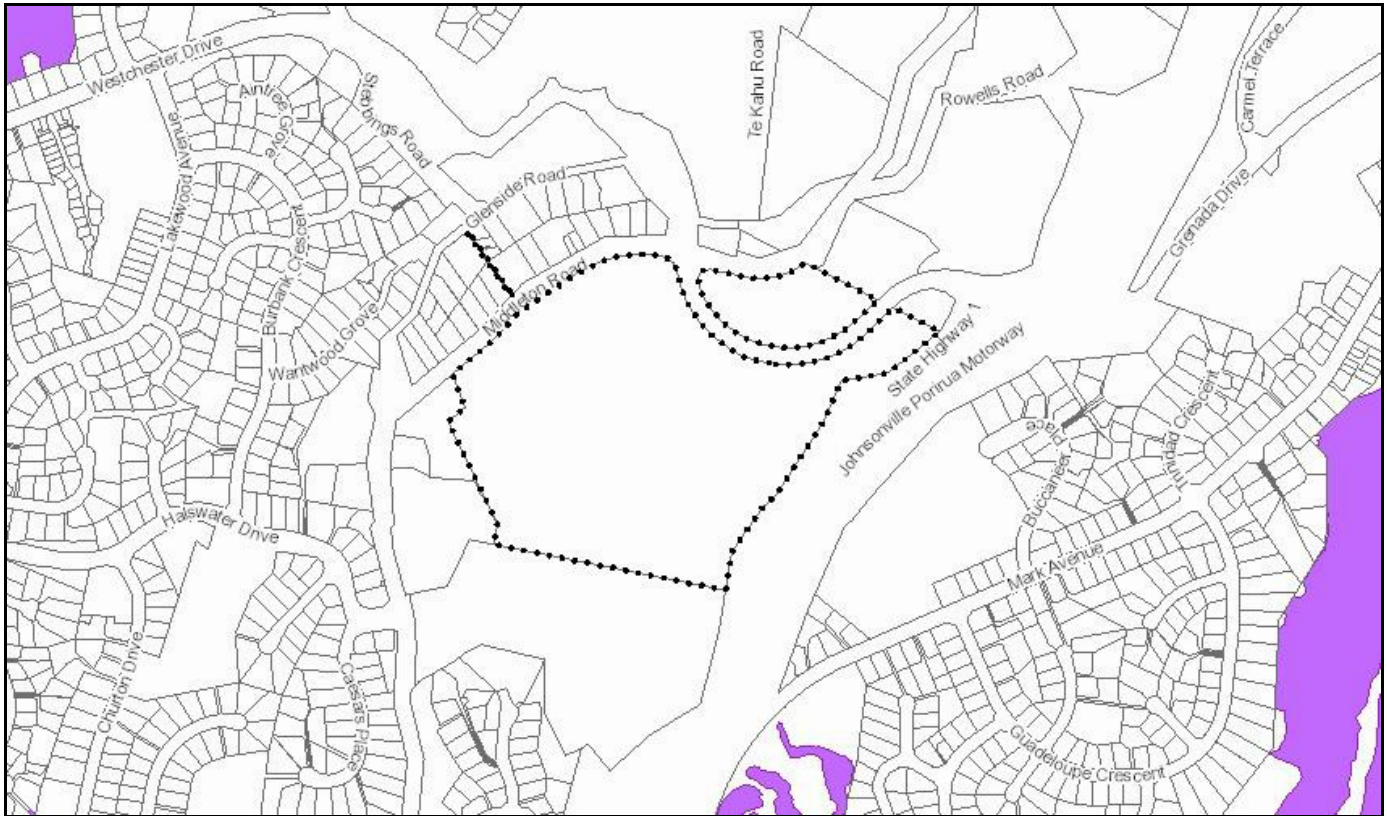 Westchester Drive
Stebbings Road
Te Kahu Road
Rowells Road
Carmel Terrace
Aintree Grove
Lakewood Avenue
Glenside Road
Grenada Drive
Burbank Crescent
Middleton Road
Wantwood Grove
State Highway 1
Johnsonville Porirua Motorway
Trinidad Crescent
Buccaneer Place
Halswater Drive
Mark Avenue
Churton Drive
Caesars Place
Guadeloupe Crescent